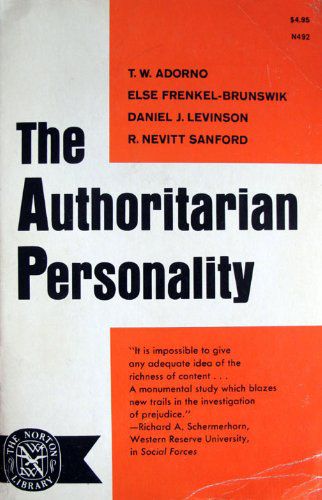 $4.95
N492
T. W. ADORNO
ELSE FRENKEL-BRUNSWIK
DANIEL J. LEVINSON
R. NEVITT SANFORD
The
Authoritarian
Personality
"It is impossible to give
any adequate idea of the
richness of content . . .
A monumental study which blazes
new trails in the investigation
of prejudice."
—Richard A. Schermerhorn,
Western Reserve University,
in Social Forces
THE NORTON
LIBRARY